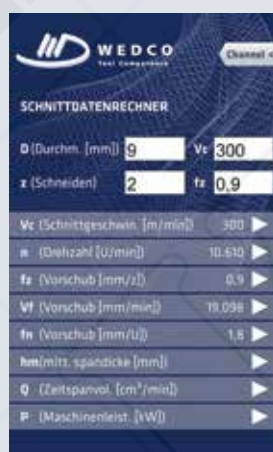 WEDCO
Tool Competence
Channel
SCHNITTDATENRECHNER
D (Durchm. [mm]) 9 Vc 300
z (Schneiden) 2 fz 0,9
Vc (Schnittgeschwin. [m/min]) 300
n (Drehzahl [U/min]) 10.610
fz (Vorschub [mm/z]) 0,9
Vf (Vorschub [mm/min]) 19.098
fn (Vorschub [mm/U]) 1,8
hm(mitt. spandicke [mm])
Q (Zeitspanvol. [cm³/min])
P (Maschinenleist. [kW])